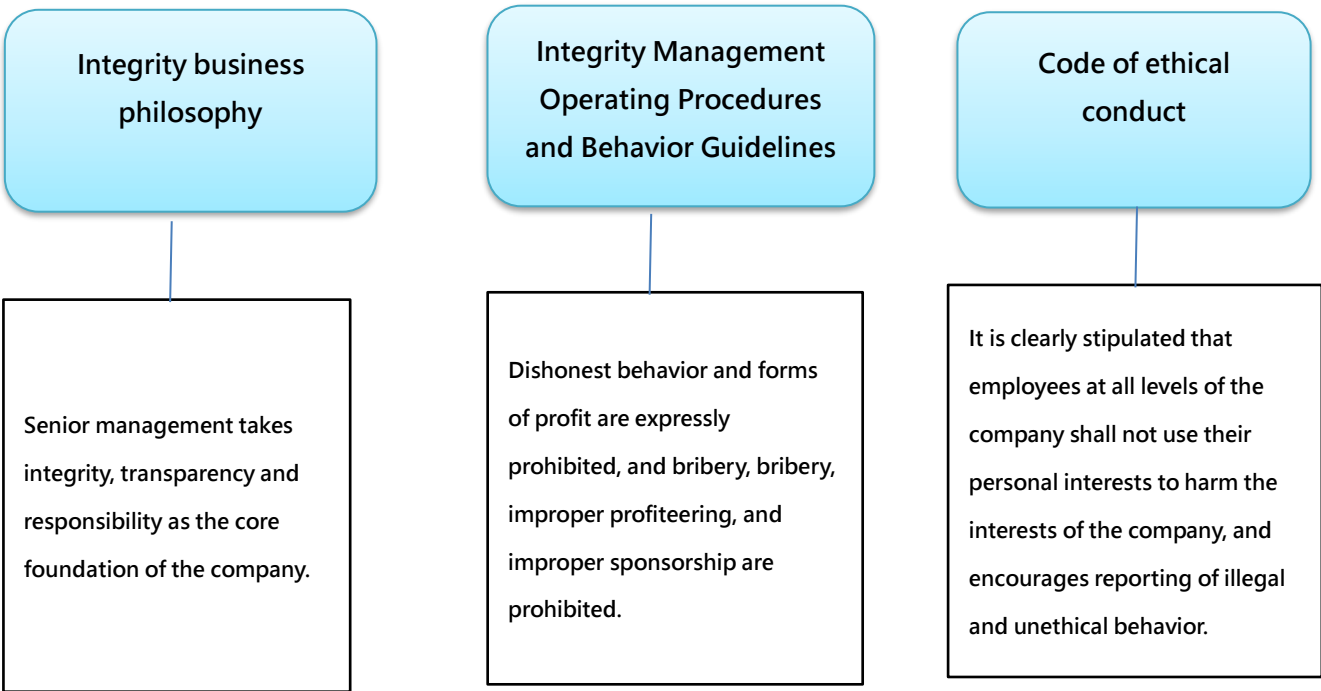 Integrity business
philosophy
Senior management takes
integrity, transparency and
responsibility as the core
foundation of the company.
Integrity Management
Operating Procedures
and Behavior Guidelines
Dishonest behavior and forms
of profit are expressly
prohibited, and bribery, bribery,
improper profiteering, and
improper sponsorship are
prohibited.
Code of ethical
conduct
It is clearly stipulated that
employees at all levels of the
company shall not use their
personal interests to harm the
interests of the company, and
encourages reporting of illegal
and unethical behavior.